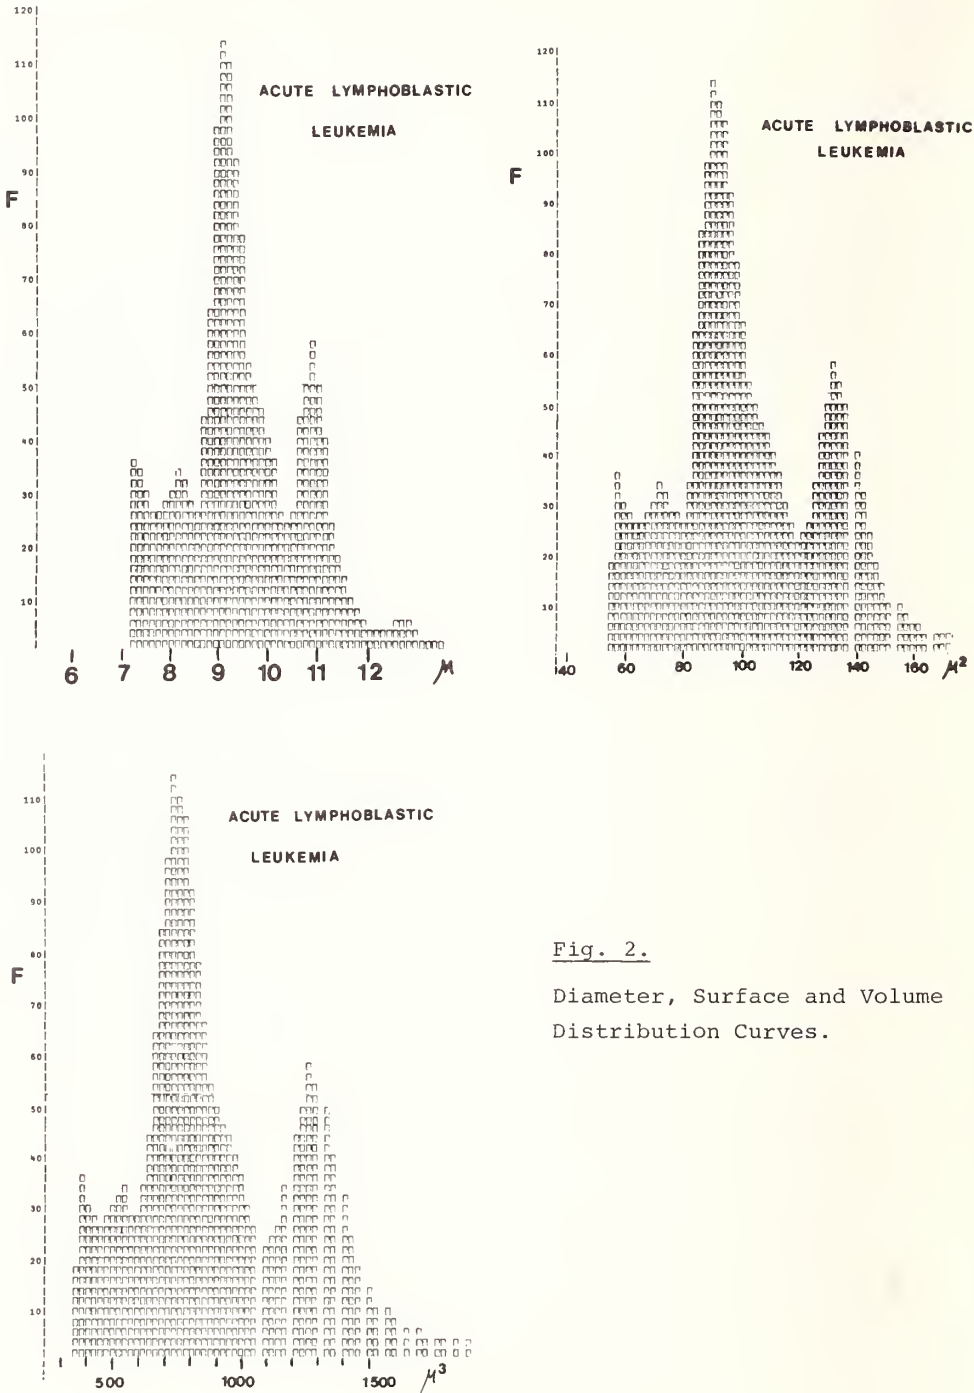 120
110
100
90
80
70
60
50
40
30
20
10
F
ACUTE LYMPHOBLASTIC
LEUKEMIA
6 7 8 9 10 11 12 μ
120
110
100
90
80
70
60
50
40
30
20
10
F
ACUTE LYMPHOBLASTIC
LEUKEMIA
40 60 80 100 120 140 160 μ²
110
100
90
80
70
60
50
40
30
20
10
F
ACUTE LYMPHOBLASTIC
LEUKEMIA
500 1000 1500 μ³
Fig. 2.
Diameter, Surface and Volume
Distribution Curves.